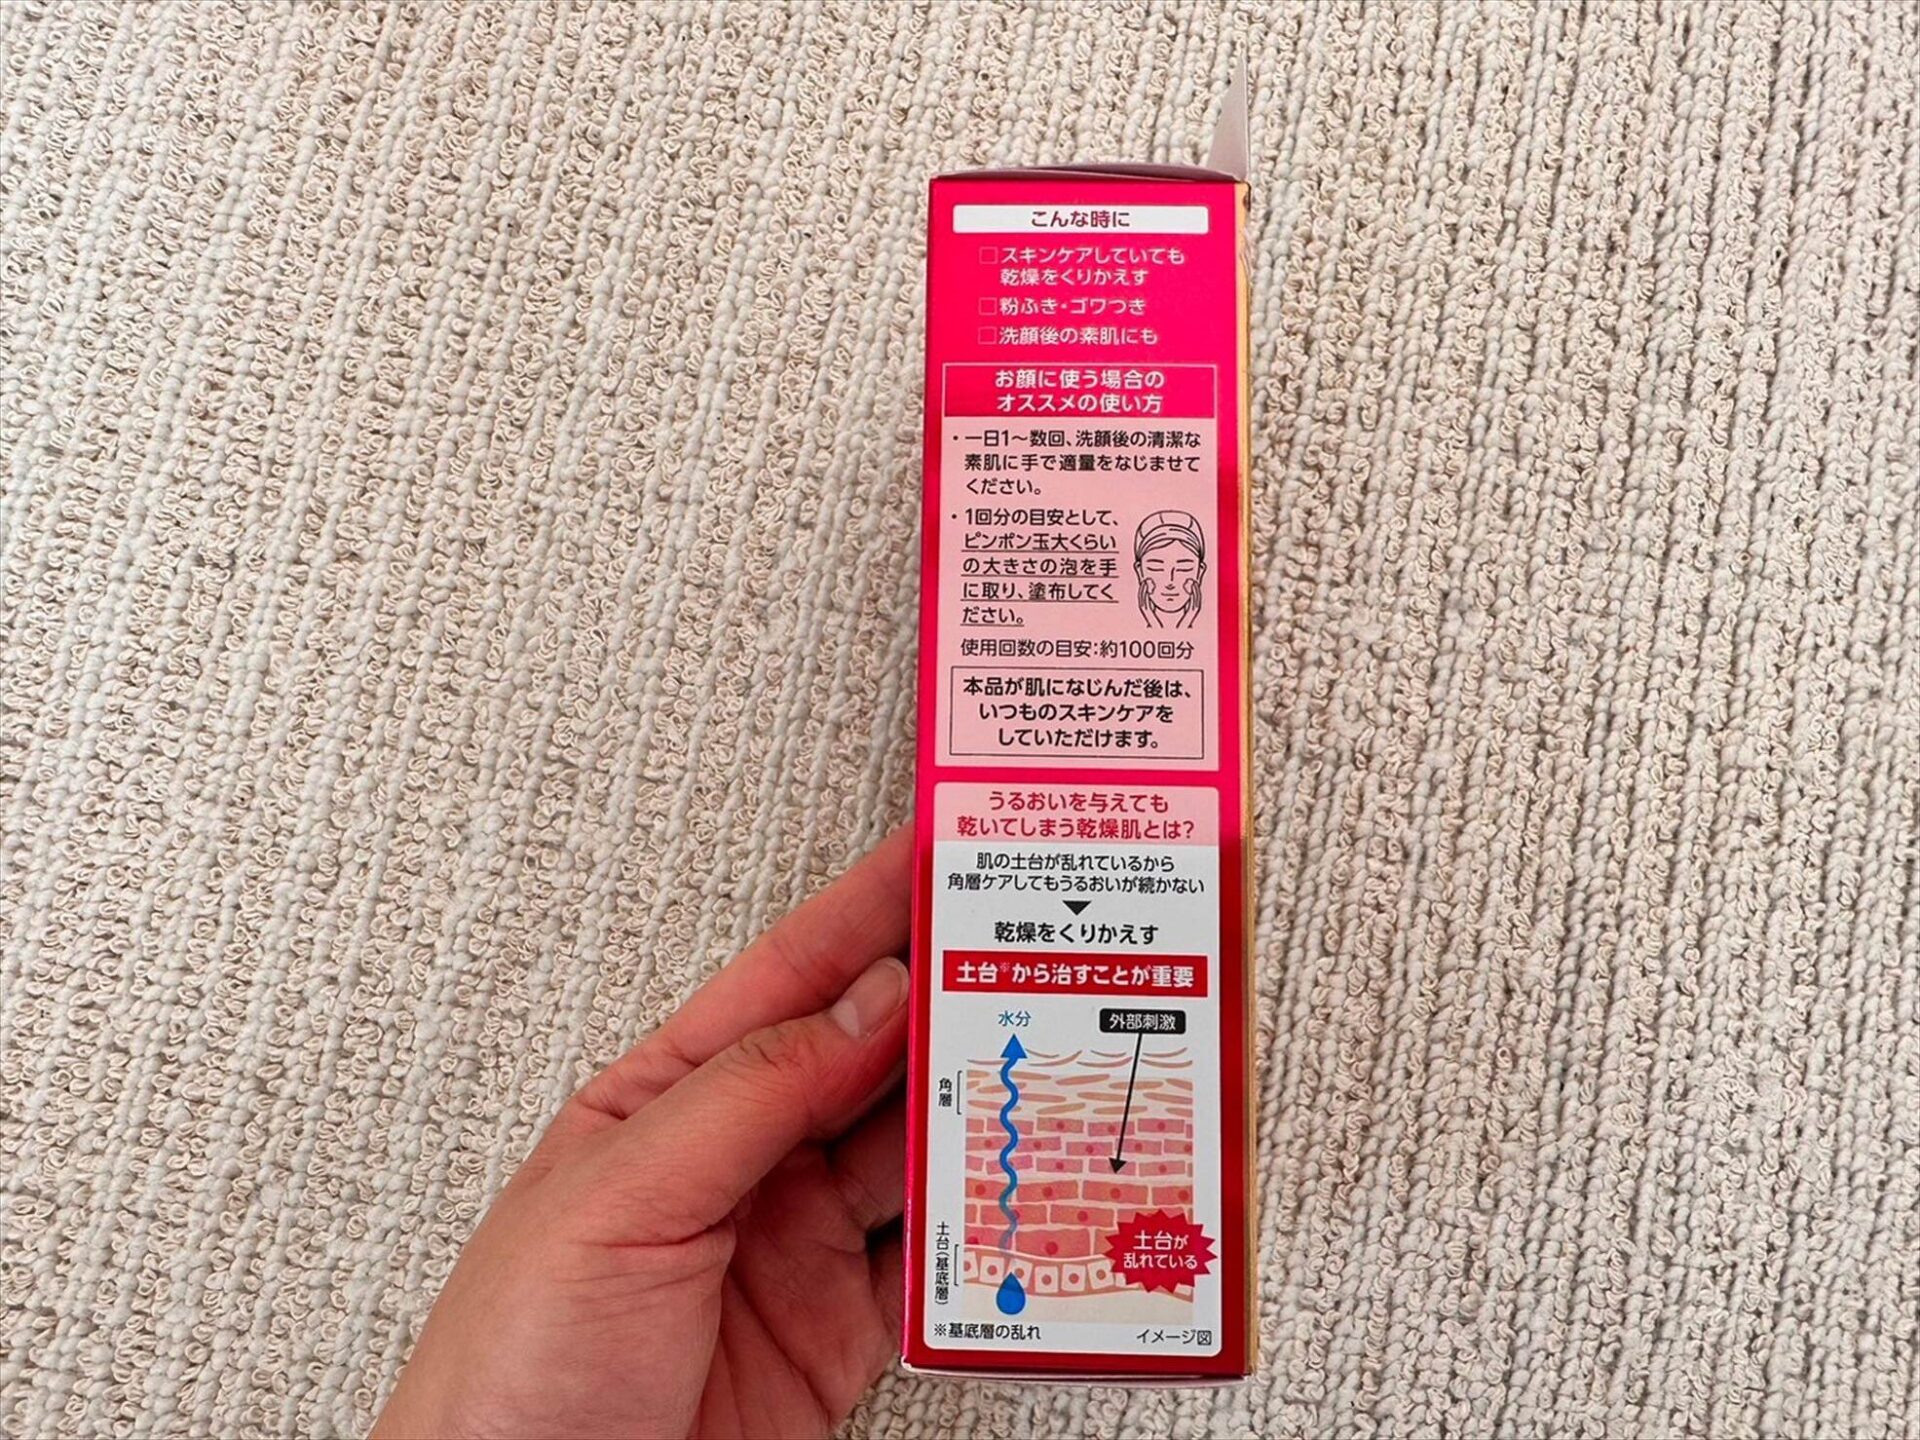 こんな時に
□スキンケアしていても
乾燥をくりかえす
□粉ふき・ゴワつき
□洗顔後の素肌にも
お顔に使う場合の
オススメの使い方
・一日1～数回、洗顔後の清潔な
素肌に手で適量をなじませて
ください。
・1回分の目安として、
ピンポン玉大くらい
の大きさの泡を手
に取り、塗布してく
ださい。
使用回数の目安:約100回分
本品が肌になじんだ後は、
いつものスキンケアを
していただけます。
うるおいを与えても
乾いてしまう乾燥肌とは?
肌の土台が乱れているから
角層ケアしてもうるおいが続かない
▼
乾燥をくりかえす
土台※から治すことが重要
水分
外部刺激
角層
土台(基底層)
土台が
乱れている
※基底層の乱れ
イメージ図